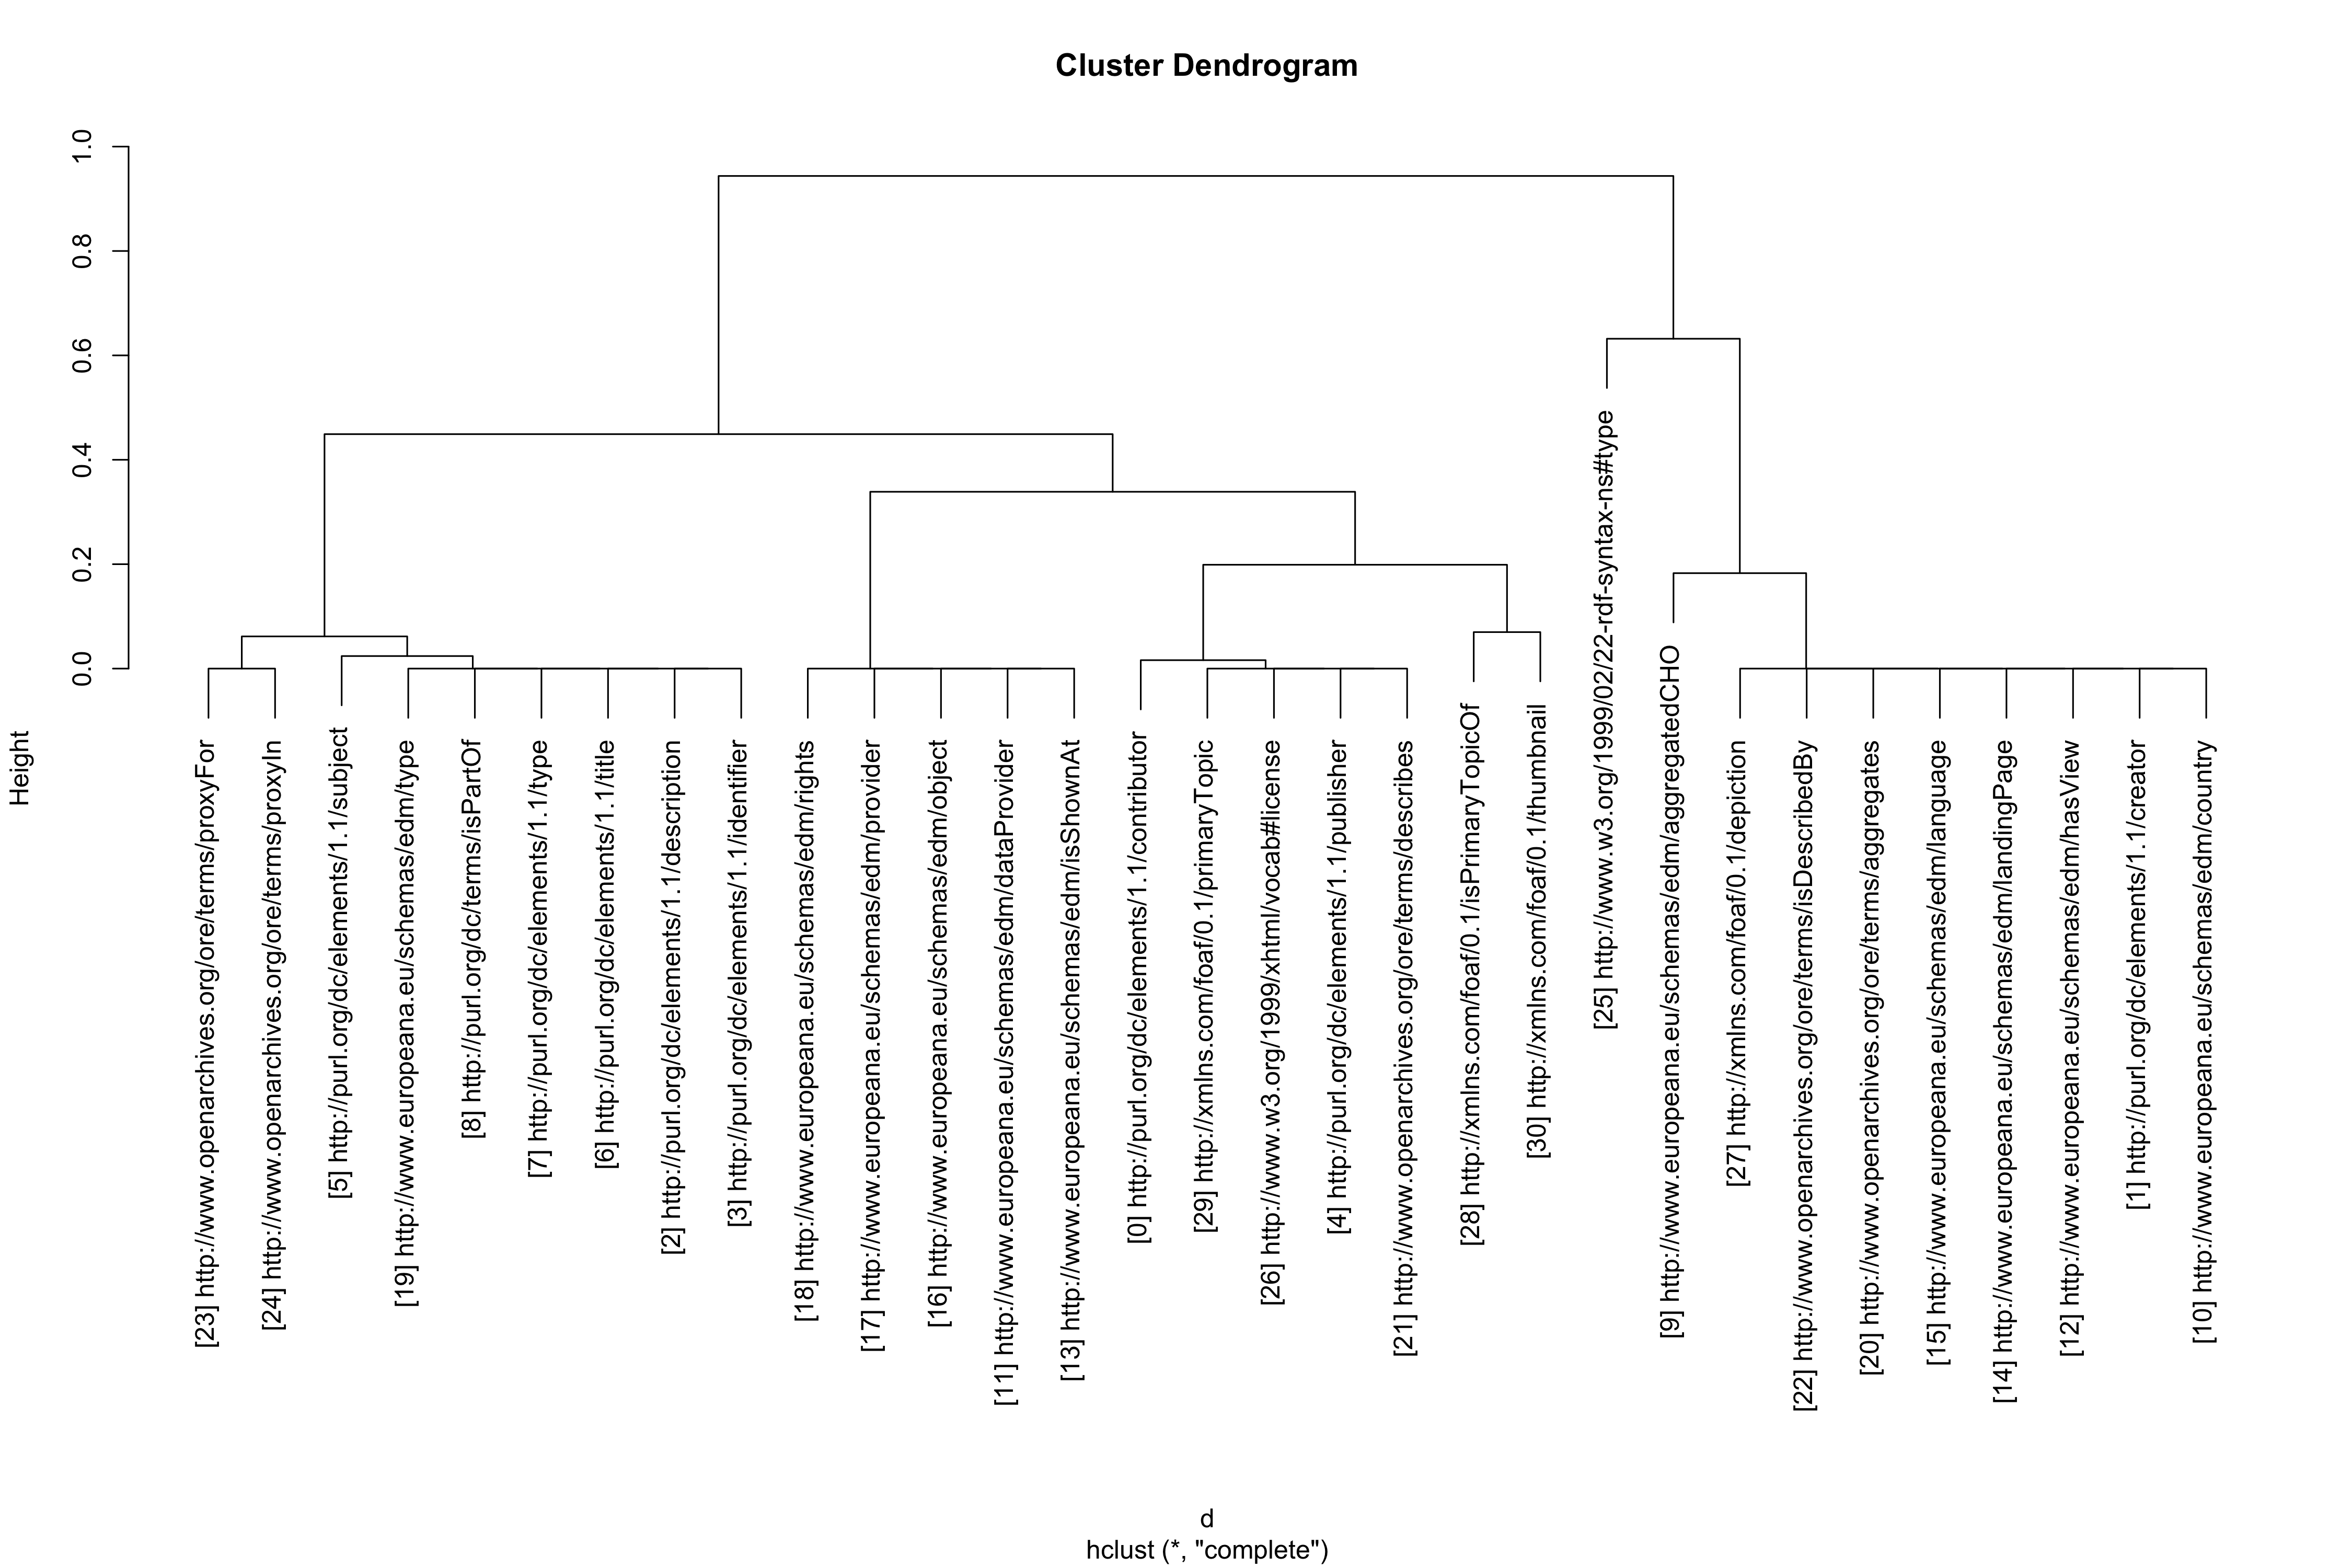 Cluster Dendrogram
Height
1.0
0.8
0.6
0.4
0.2
0.0
[23] http://www.openarchives.org/ore/terms/proxyFor
[24] http://www.openarchives.org/ore/terms/proxyIn
[5] http://purl.org/dc/elements/1.1/subject
[19] http://www.europeana.eu/schemas/edm/type
[8] http://purl.org/dc/terms/isPartOf
[7] http://purl.org/dc/elements/1.1/type
[6] http://purl.org/dc/elements/1.1/title
[2] http://purl.org/dc/elements/1.1/description
[3] http://purl.org/dc/elements/1.1/identifier
[18] http://www.europeana.eu/schemas/edm/rights
[17] http://www.europeana.eu/schemas/edm/provider
[16] http://www.europeana.eu/schemas/edm/object
[11] http://www.europeana.eu/schemas/edm/dataProvider
[13] http://www.europeana.eu/schemas/edm/isShownAt
[0] http://purl.org/dc/elements/1.1/contributor
[29] http://xmlns.com/foaf/0.1/primaryTopic
[26] http://www.w3.org/1999/xhtml/vocab#license
[4] http://purl.org/dc/elements/1.1/publisher
[21] http://www.openarchives.org/ore/terms/describes
[28] http://xmlns.com/foaf/0.1/isPrimaryTopicOf
[30] http://xmlns.com/foaf/0.1/thumbnail
[25] http://www.w3.org/1999/02/22-rdf-syntax-ns#type
[9] http://www.europeana.eu/schemas/edm/aggregatedCHO
[27] http://xmlns.com/foaf/0.1/depiction
[22] http://www.openarchives.org/ore/terms/isDescribedBy
[20] http://www.openarchives.org/ore/terms/aggregates
[15] http://www.europeana.eu/schemas/edm/language
[14] http://www.europeana.eu/schemas/edm/landingPage
[12] http://www.europeana.eu/schemas/edm/hasView
[1] http://purl.org/dc/elements/1.1/creator
[10] http://www.europeana.eu/schemas/edm/country
d
hclust (*, "complete")